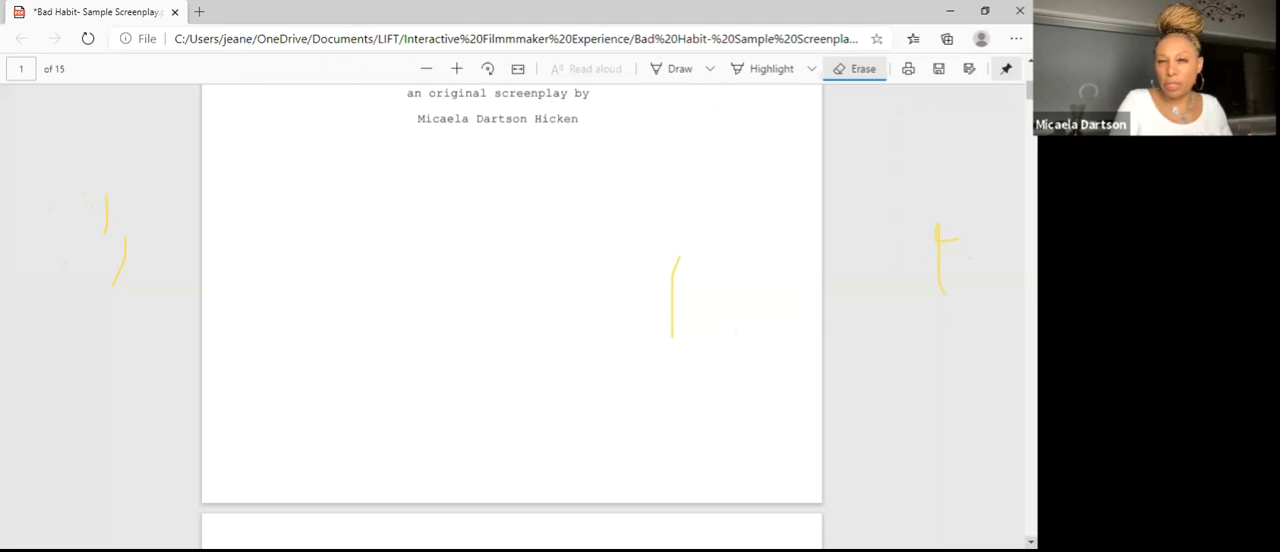 *Bad Habit- Sample Screenplay.p
File
C:/Users/jeane/OneDrive/Documents/LIFT/Interactive%20Filmmmaker%20Experience/Bad%20Habit-%20Sample%20Screenpla...
1 of 15
Read aloud
Draw
Highlight
Erase
an original screenplay by
Micaela Dartson Hicken
Micaela Dartson